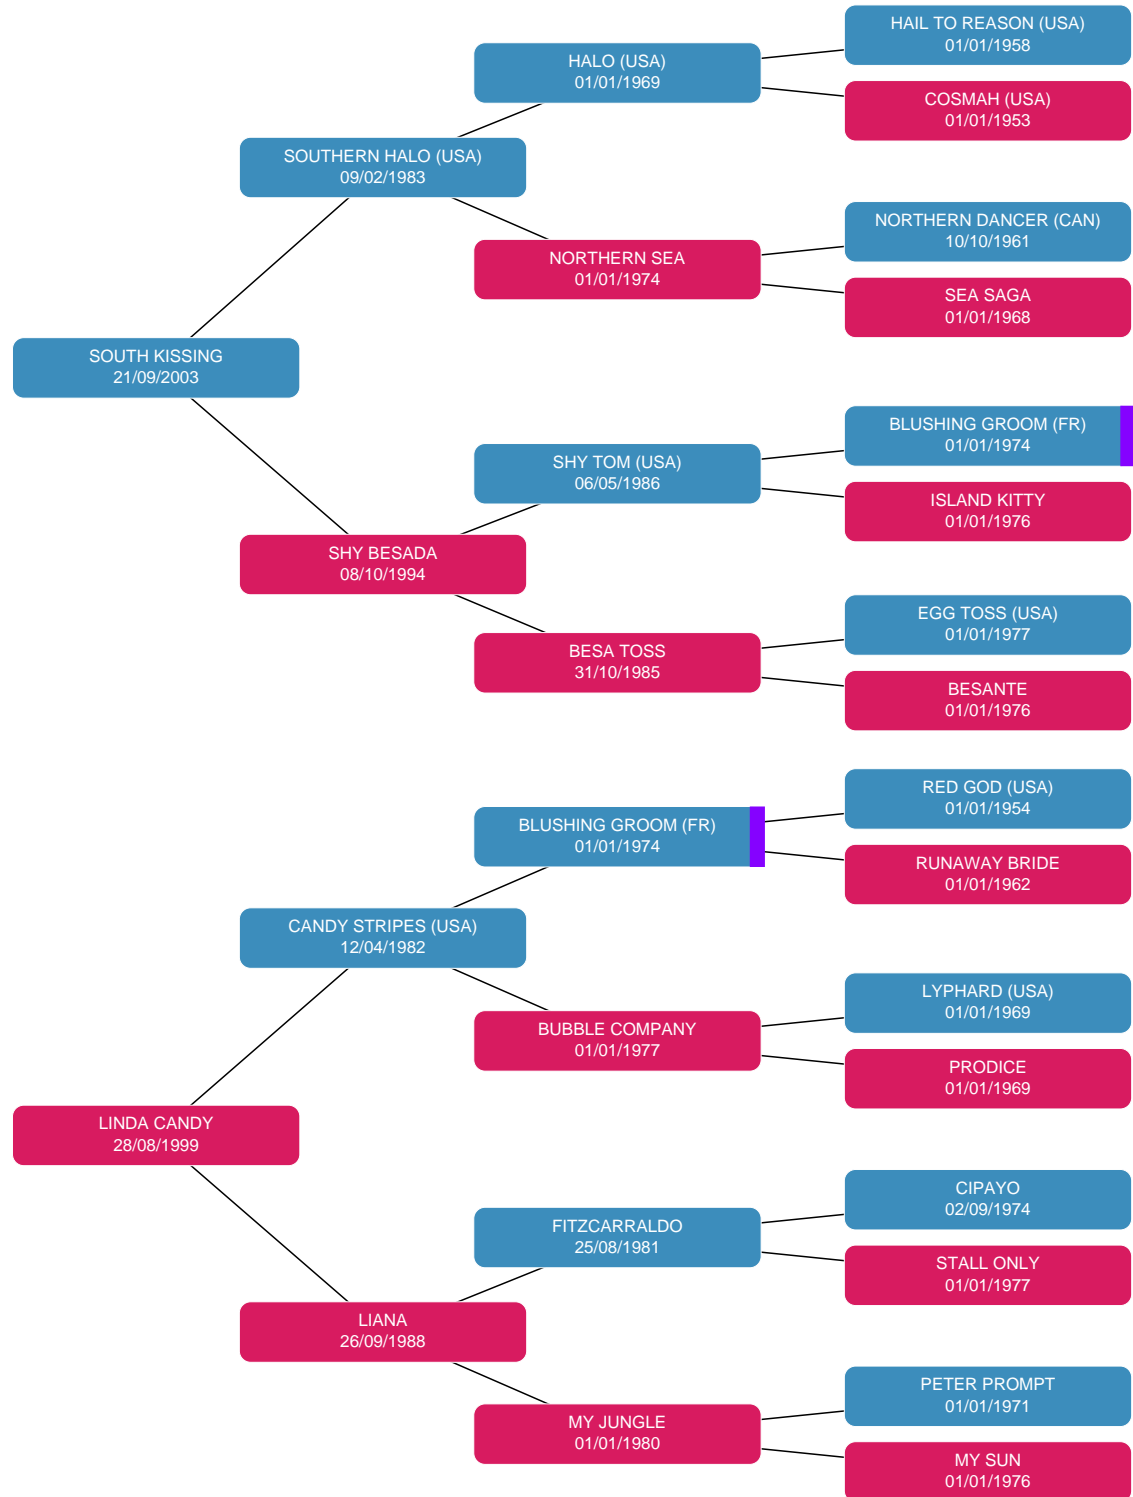 HAIL TO REASON (USA)
01/01/1958
HALO (USA)
01/01/1969
COSMAH (USA)
01/01/1953
SOUTHERN HALO (USA)
09/02/1983
NORTHERN DANCER (CAN)
10/10/1961
NORTHERN SEA
01/01/1974
SEA SAGA
01/01/1968
SOUTH KISSING
21/09/2003
BLUSHING GROOM (FR)
01/01/1974
SHY TOM (USA)
06/05/1986
ISLAND KITTY
01/01/1976
SHY BESADA
08/10/1994
EGG TOSS (USA)
01/01/1977
BESA TOSS
31/10/1985
BESANTE
01/01/1976
RED GOD (USA)
01/01/1954
BLUSHING GROOM (FR)
01/01/1974
RUNAWAY BRIDE
01/01/1962
CANDY STRIPES (USA)
12/04/1982
LYPHARD (USA)
01/01/1969
BUBBLE COMPANY
01/01/1977
PRODICE
01/01/1969
LINDA CANDY
28/08/1999
CIPAYO
02/09/1974
FITZCARRALDO
25/08/1981
STALL ONLY
01/01/1977
LIANA
26/09/1988
PETER PROMPT
01/01/1971
MY JUNGLE
01/01/1980
MY SUN
01/01/1976